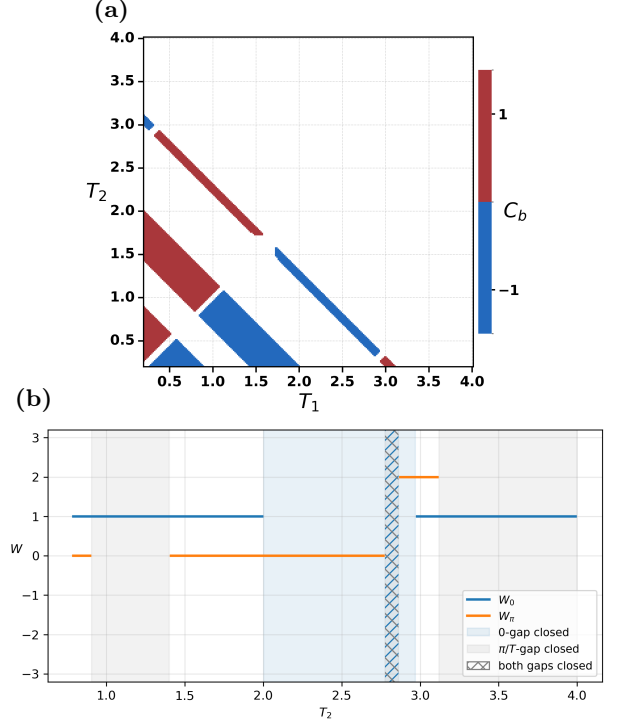 (a)
4.0
3.5
3.0
2.5
T₂
2.0
1.5
1.0
0.5
0.5 1.0 1.5 2.0 2.5 3.0 3.5 4.0
T₁
1
C_b
−1
(b)
3
2
1
W
0
−1
−2
−3
W₀
W_π
0-gap closed
π/T-gap closed
both gaps closed
1.0 1.5 2.0 2.5 3.0 3.5 4.0
T₂